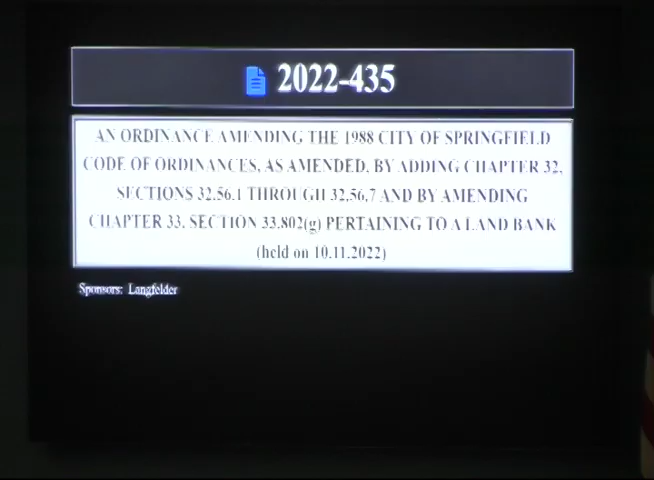 2022-435
AN ORDINANCE AMENDING THE 1988 CITY OF SPRINGFIELD
CODE OF ORDINANCES, AS AMENDED, BY ADDING CHAPTER 32,
SECTIONS 32.56.1 THROUGH 32.56.7 AND BY AMENDING
CHAPTER 33, SECTION 33.802(g) PERTAINING TO A LAND BANK
(held on 10.11.2022)
Sponsors: Langfelder